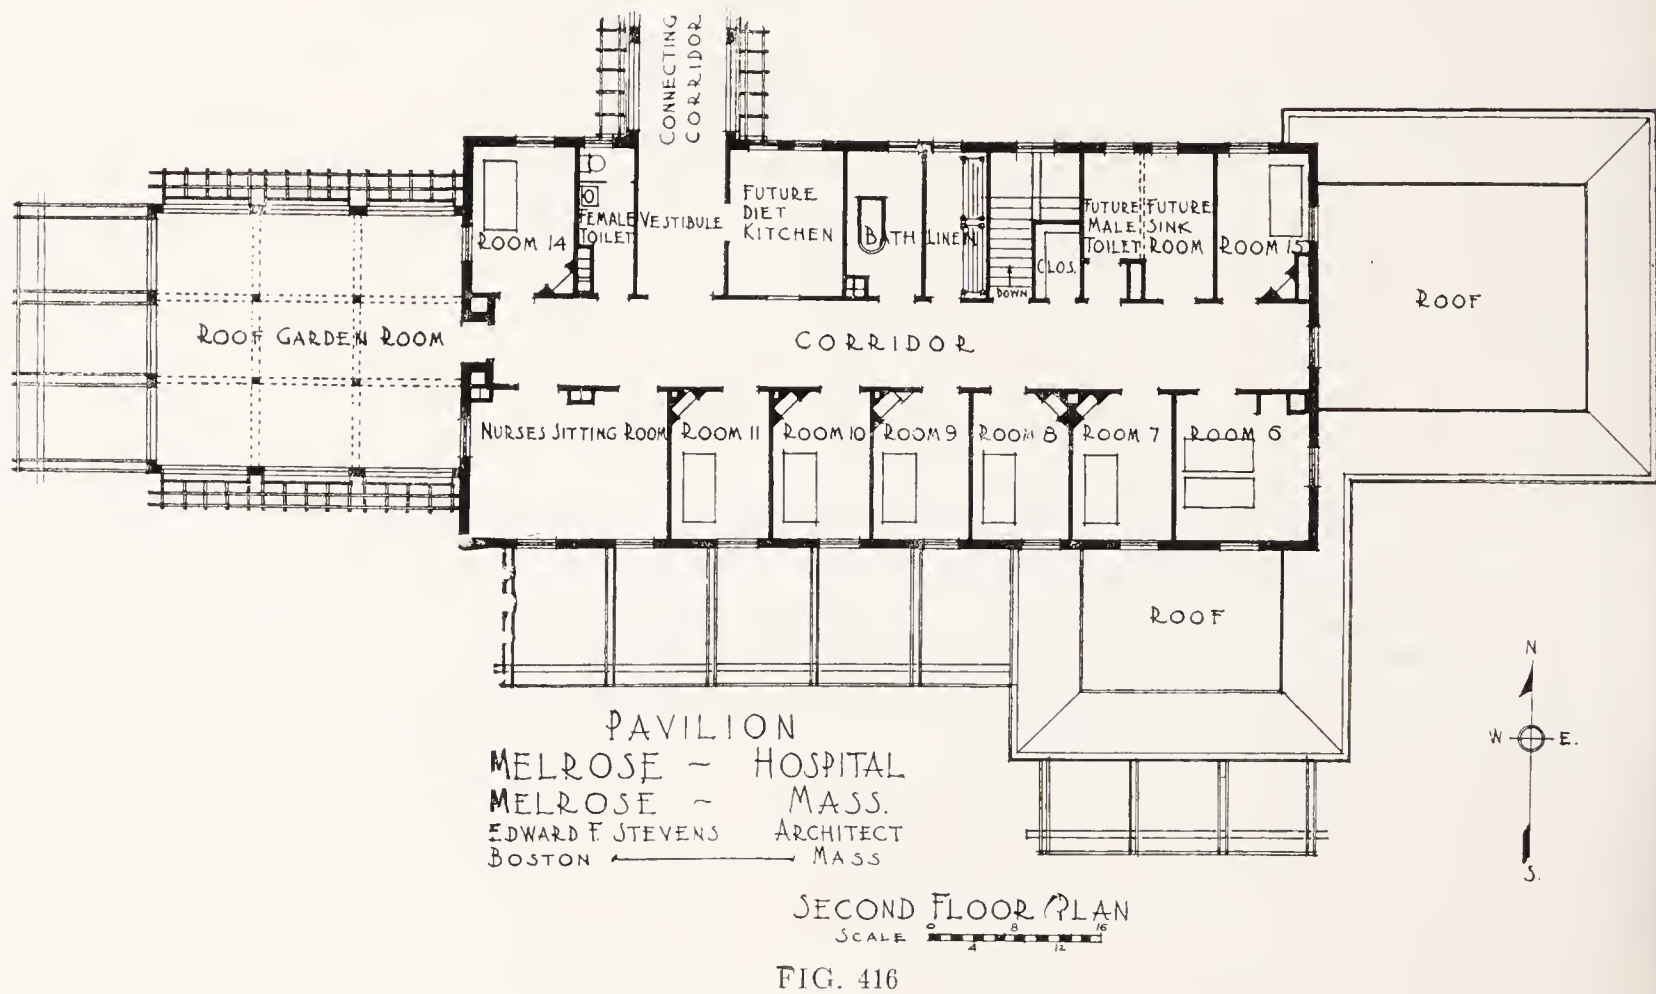 CONNECTING
CORRIDOR
ROOM 14
FEMALE
TOILET
VESTIBULE
FUTURE
DIET
KITCHEN
BATH
LINEN
DOWN
CLOS.
FUTURE
MALE
TOILET
FUTURE
SINK
ROOM
ROOM 15
ROOF
ROOF GARDEN ROOM
CORRIDOR
NURSES SITTING ROOM
ROOM 11
ROOM 10
ROOM 9
ROOM 8
ROOM 7
ROOM 6
ROOF
N
W
E.
S.
PAVILION
MELROSE ~ HOSPITAL
MELROSE ~ MASS.
EDWARD F. STEVENS ARCHITECT
BOSTON MASS
SECOND FLOOR PLAN
SCALE 0 4 8 12 16
FIG. 416